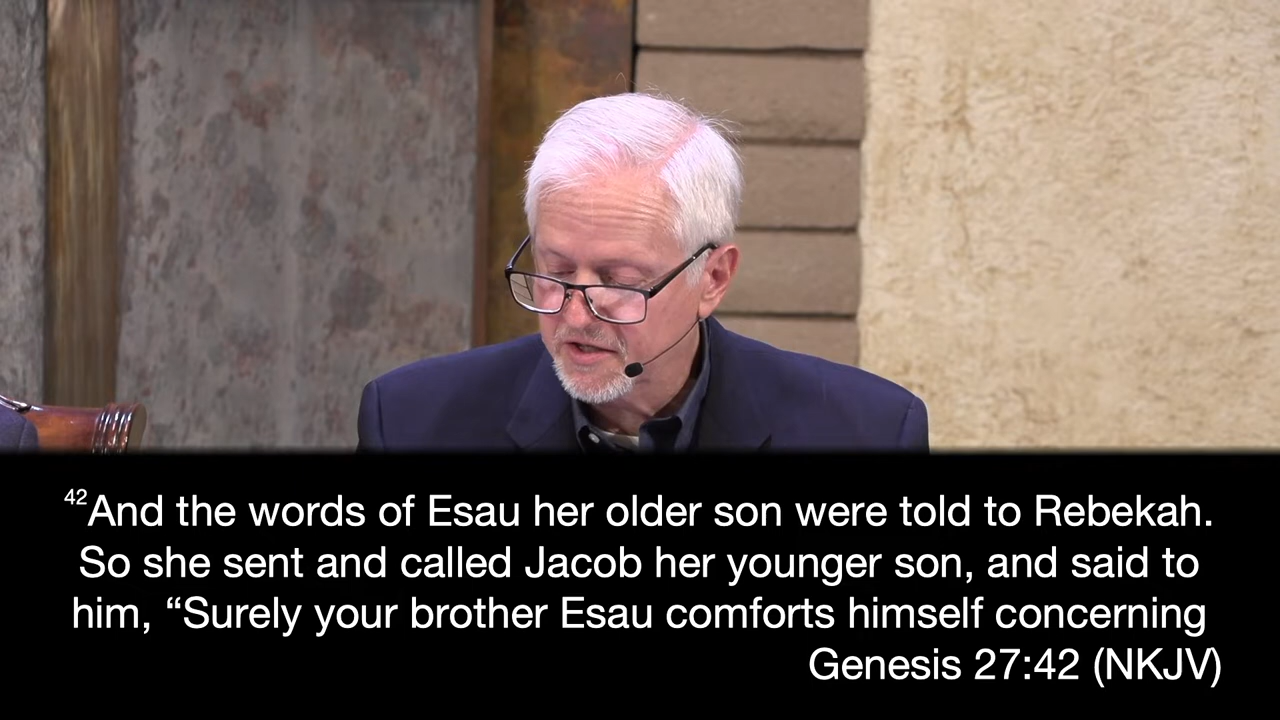 42And the words of Esau her older son were told to Rebekah.
So she sent and called Jacob her younger son, and said to
him, “Surely your brother Esau comforts himself concerning
Genesis 27:42 (NKJV)